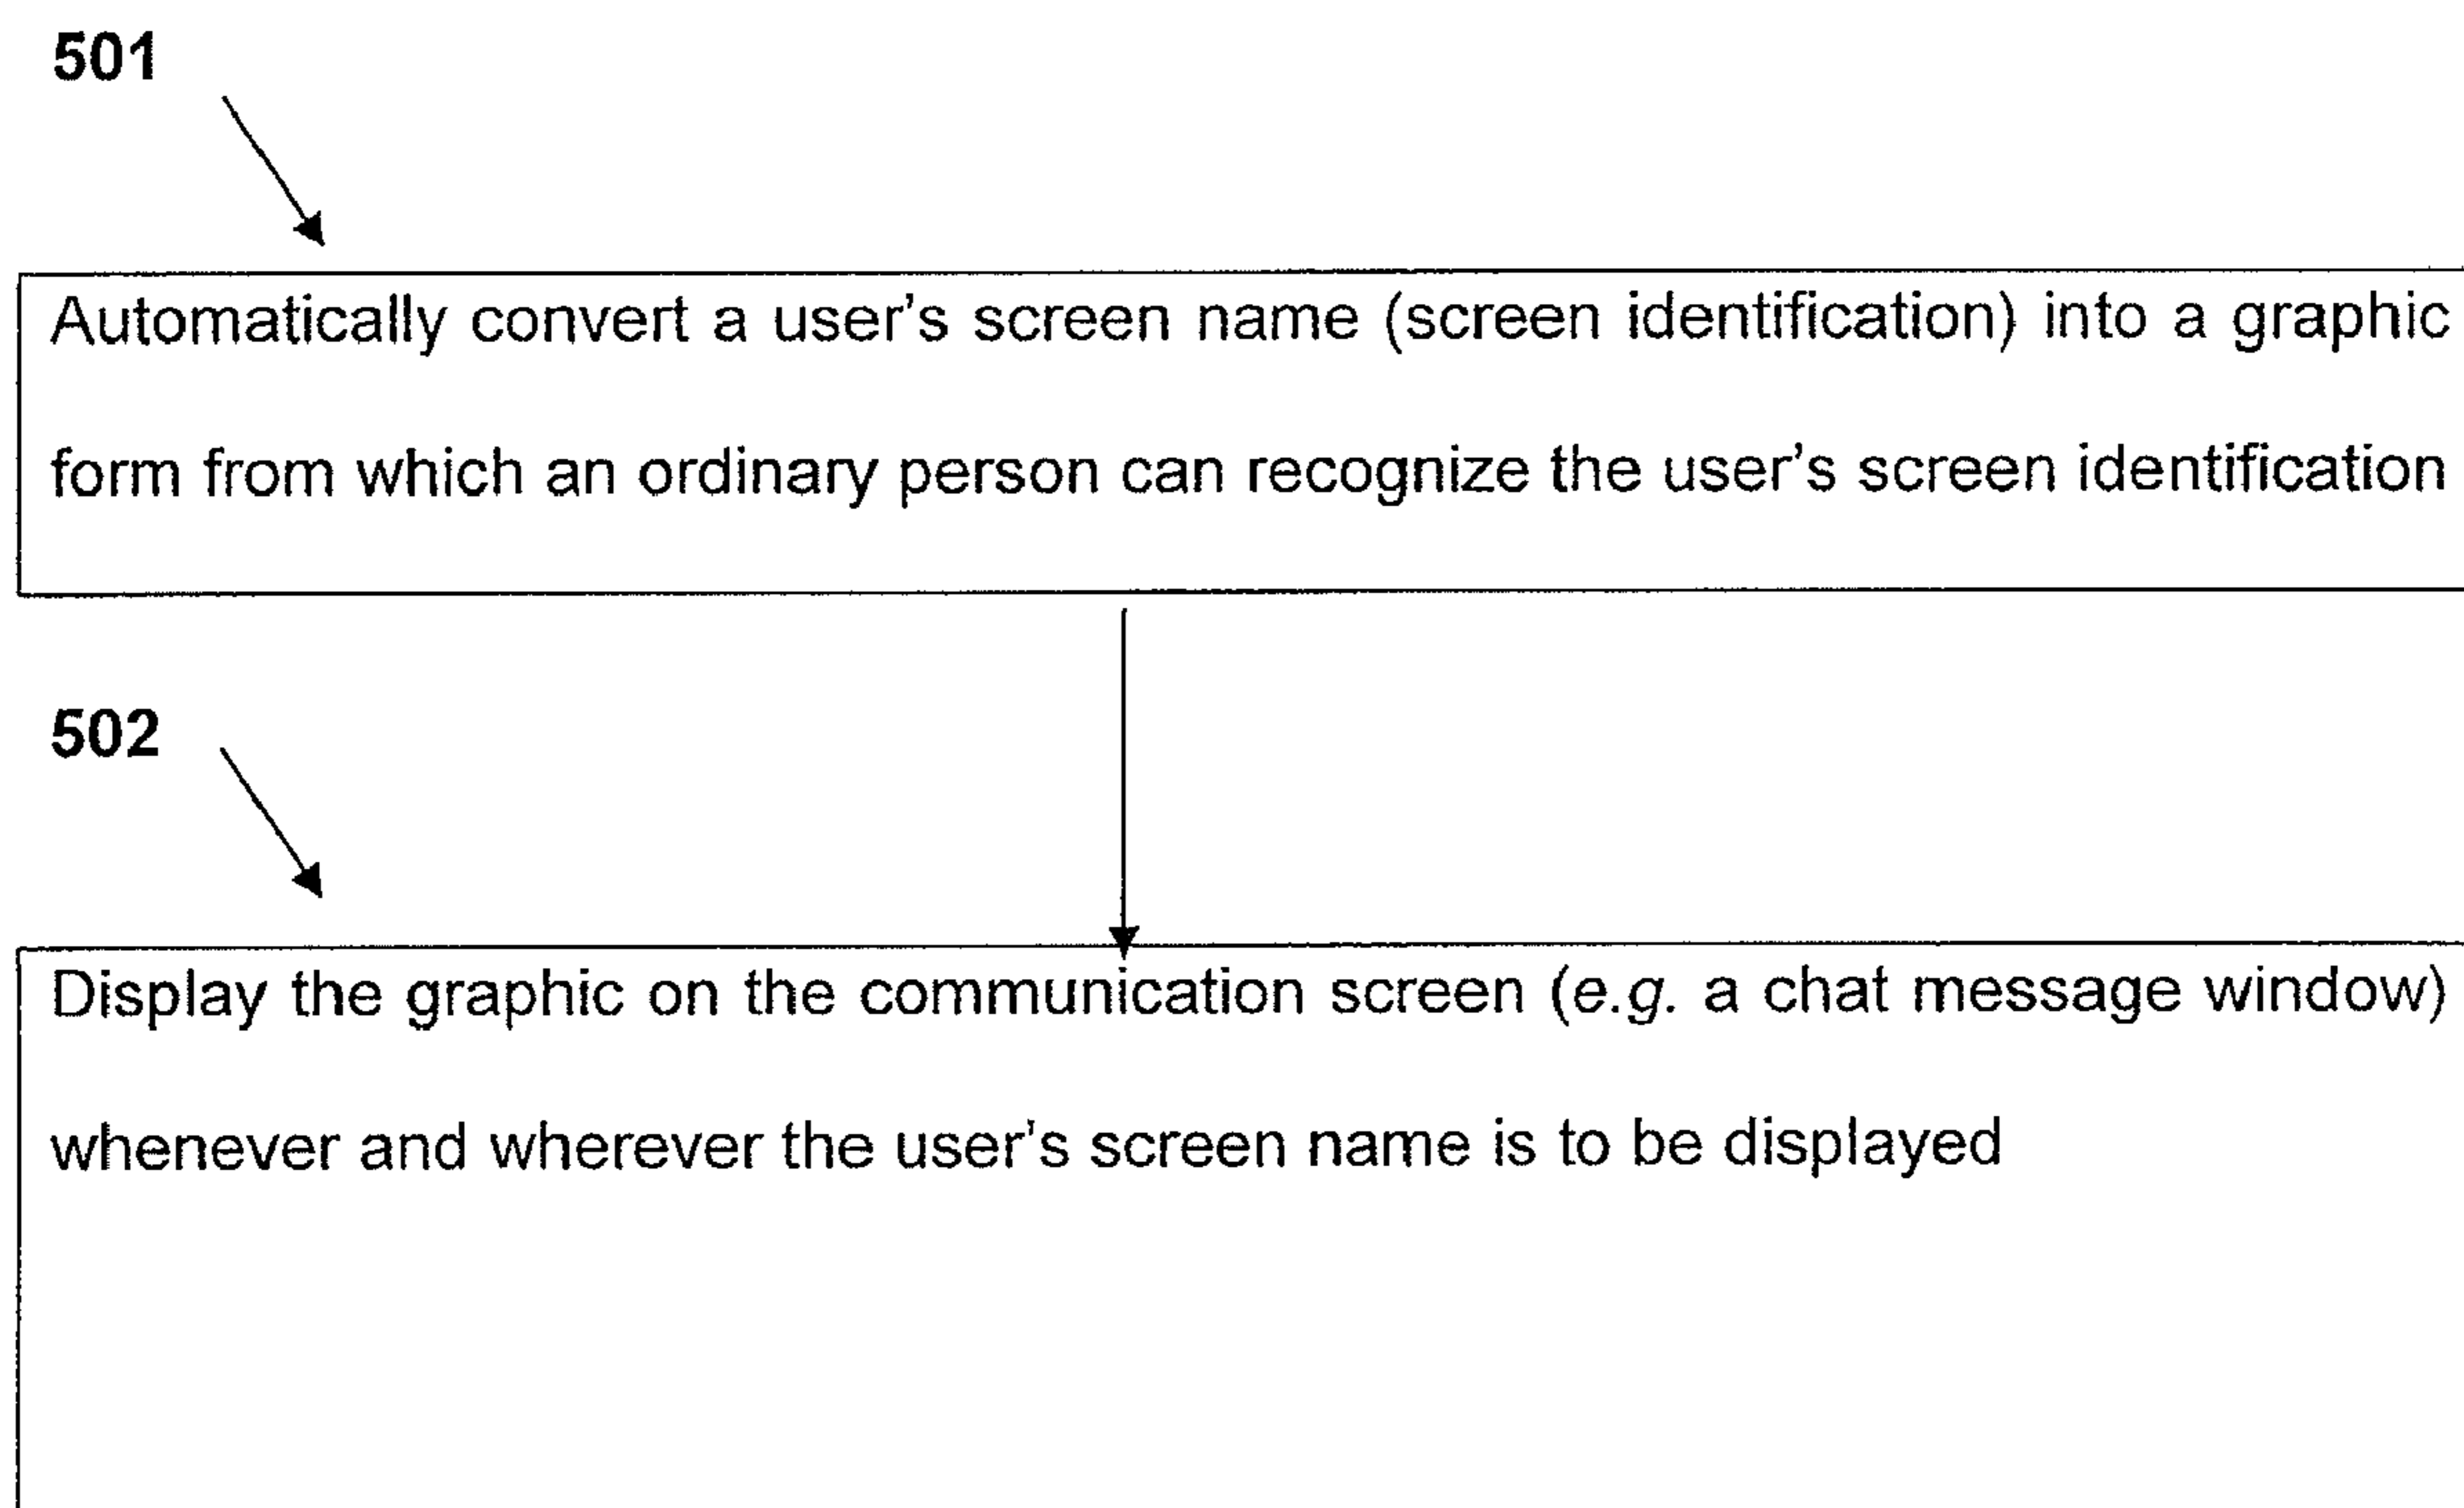 501
Automatically convert a user's screen name (screen identification) into a graphic
form from which an ordinary person can recognize the user's screen identification
502
Display the graphic on the communication screen (e.g. a chat message window)
whenever and wherever the user's screen name is to be displayed